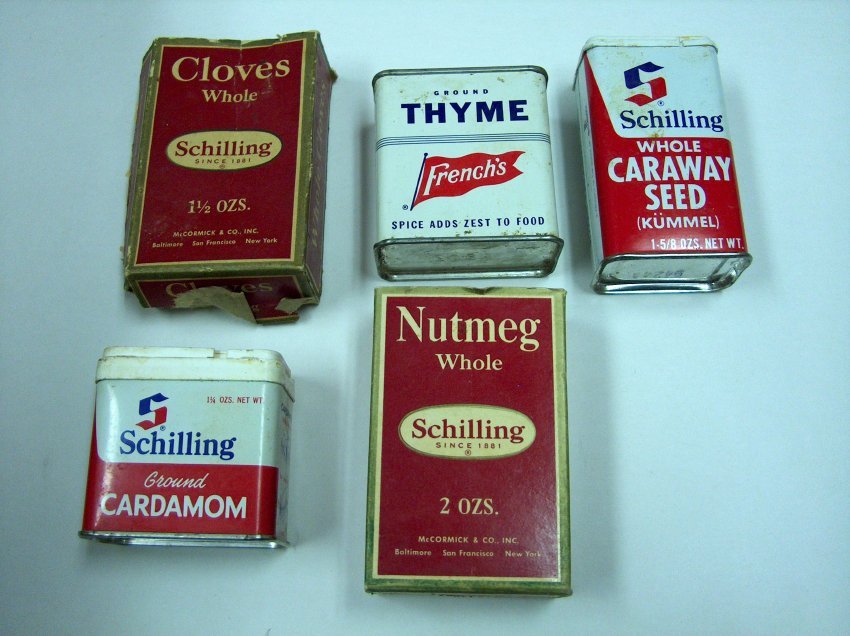 Cloves
Whole
Schilling
SINCE 1881
®
1½ OZS.
McCORMICK & CO., INC.
Baltimore San Francisco New York
Cloves
GROUND
THYME
French's
®
SPICE ADDS ZEST TO FOOD
®
Schilling
WHOLE
CARAWAY
SEED
(KÜMMEL)
1-5/8 OZS. NET WT.
1¼ OZS. NET WT.
®
Schilling
Ground
CARDAMOM
Nutmeg
Whole
Schilling
SINCE 1881
®
2 OZS.
McCORMICK & CO., INC.
Baltimore San Francisco New York